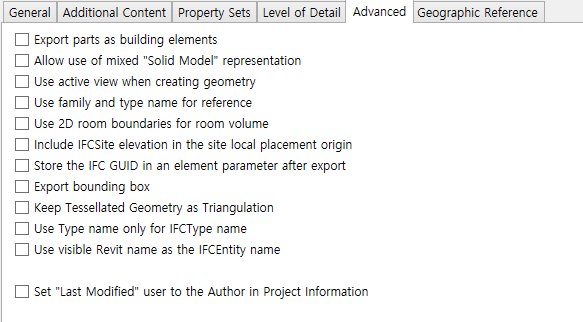 General Additional Content Property Sets Level of Detail Advanced Geographic Reference
Export parts as building elements
Allow use of mixed "Solid Model" representation
Use active view when creating geometry
Use family and type name for reference
Use 2D room boundaries for room volume
Include IFCSite elevation in the site local placement origin
Store the IFC GUID in an element parameter after export
Export bounding box
Keep Tessellated Geometry as Triangulation
Use Type name only for IFCType name
Use visible Revit name as the IFCEntity name
Set "Last Modified" user to the Author in Project Information